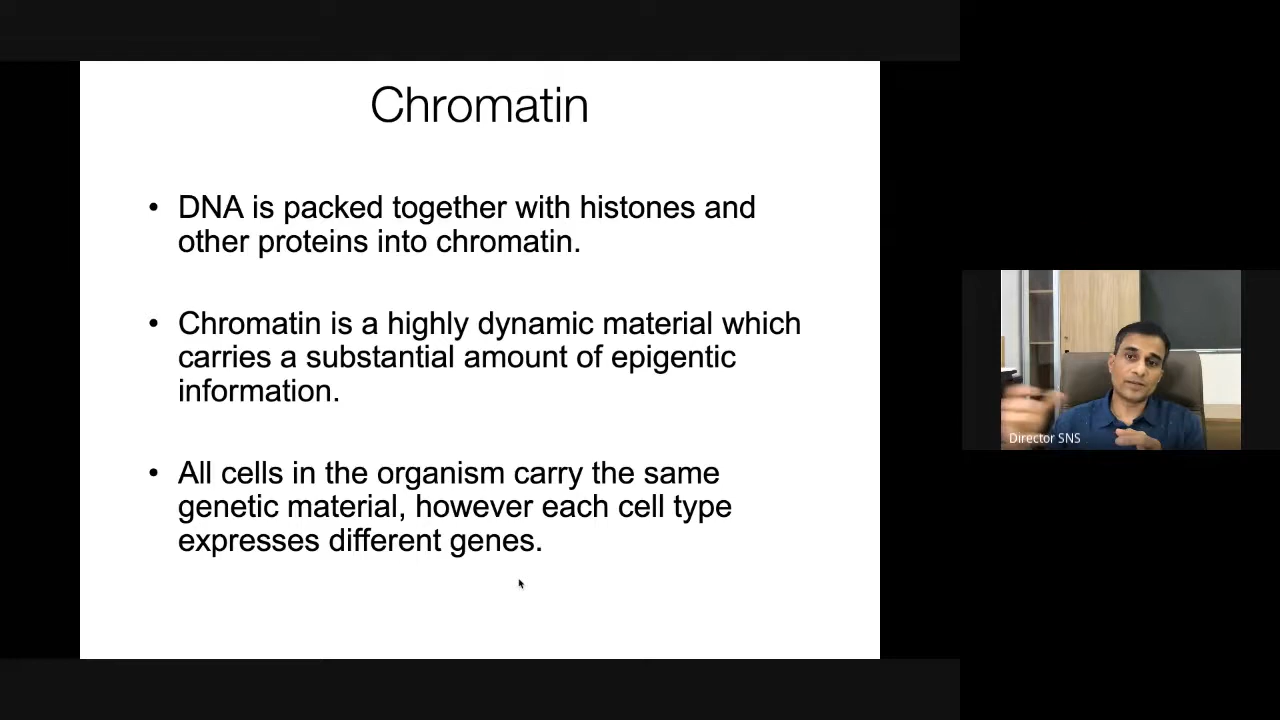 Chromatin
• DNA is packed together with histones and
other proteins into chromatin.
• Chromatin is a highly dynamic material which
carries a substantial amount of epigentic
information.
• All cells in the organism carry the same
genetic material, however each cell type
expresses different genes.
Director SNS